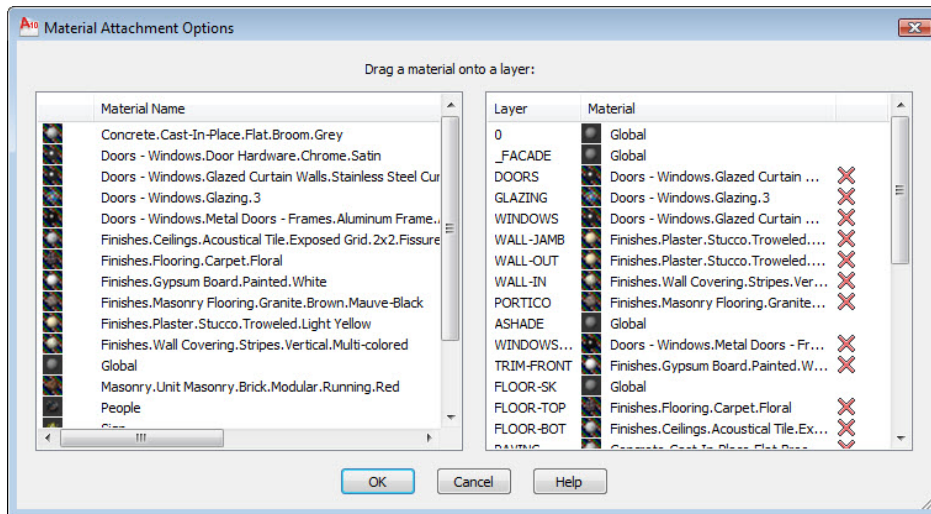 A10 Material Attachment Options
Drag a material onto a layer:
Material Name
Concrete.Cast-In-Place.Flat.Broom.Grey
Doors - Windows.Door Hardware.Chrome.Satin
Doors - Windows.Glazed Curtain Walls.Stainless Steel Cur
Doors - Windows.Glazing.3
Doors - Windows.Metal Doors - Frames.Aluminum Frame.
Finishes.Ceilings.Acoustical Tile.Exposed Grid.2x2.Fissure
Finishes.Flooring.Carpet.Floral
Finishes.Gypsum Board.Painted.White
Finishes.Masonry Flooring.Granite.Brown.Mauve-Black
Finishes.Plaster.Stucco.Troweled.Light Yellow
Finishes.Wall Covering.Stripes.Vertical.Multi-colored
Global
Masonry.Unit Masonry.Brick.Modular.Running.Red
People
Layer Material
0 Global
_FACADE Global
DOORS Doors - Windows.Glazed Curtain ...
GLAZING Doors - Windows.Glazing.3
WINDOWS Doors - Windows.Glazed Curtain ...
WALL-JAMB Finishes.Plaster.Stucco.Troweled....
WALL-OUT Finishes.Plaster.Stucco.Troweled....
WALL-IN Finishes.Wall Covering.Stripes.Ver...
PORTICO Finishes.Masonry Flooring.Granite...
ASHADE Global
WINDOWS... Doors - Windows.Metal Doors - Fr...
TRIM-FRONT Finishes.Gypsum Board.Painted.W...
FLOOR-SK Global
FLOOR-TOP Finishes.Flooring.Carpet.Floral
FLOOR-BOT Finishes.Ceilings.Acoustical Tile.Ex...
OK Cancel Help